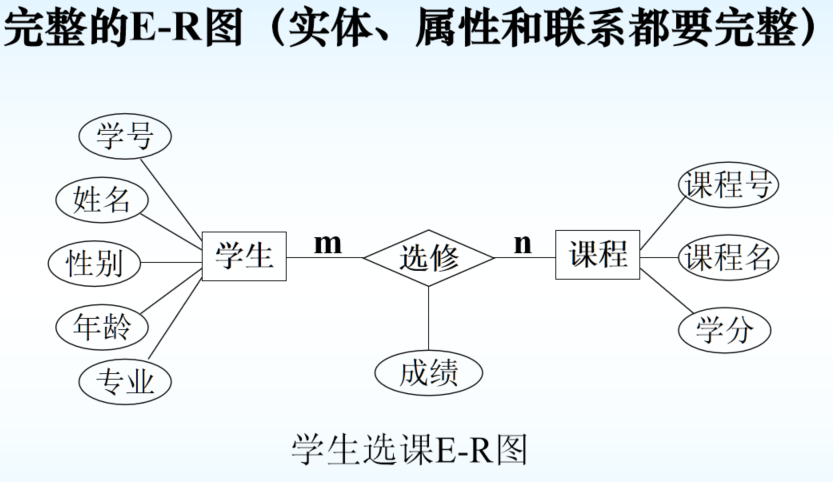 完整的E-R图（实体、属性和联系都要完整）
学号
姓名
性别
年龄
专业
学生
m
选修
n
课程
成绩
课程号
课程名
学分
学生选课E-R图